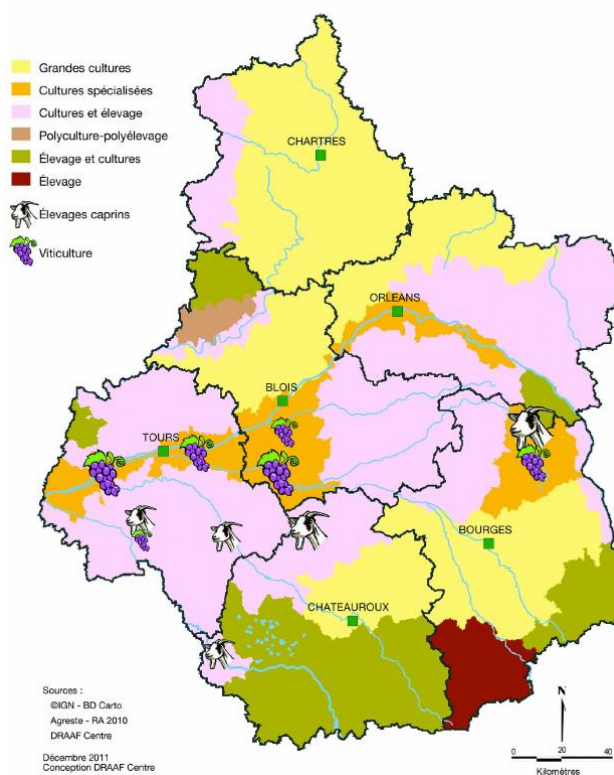 Grandes cultures
Cultures spécialisées
Cultures et élevage
Polyculture-polyélevage
Élevage et cultures
Élevage
Élevages caprins
Viticulture
CHARTRES
ORLEANS
BLOIS
TOURS
BOURGES
CHATEAUROUX
Sources :
©IGN - BD Carto
Agreste - RA 2010
DRAAF Centre
Décembre 2011
Conception DRAAF Centre
N
0 20 40
Kilomètres